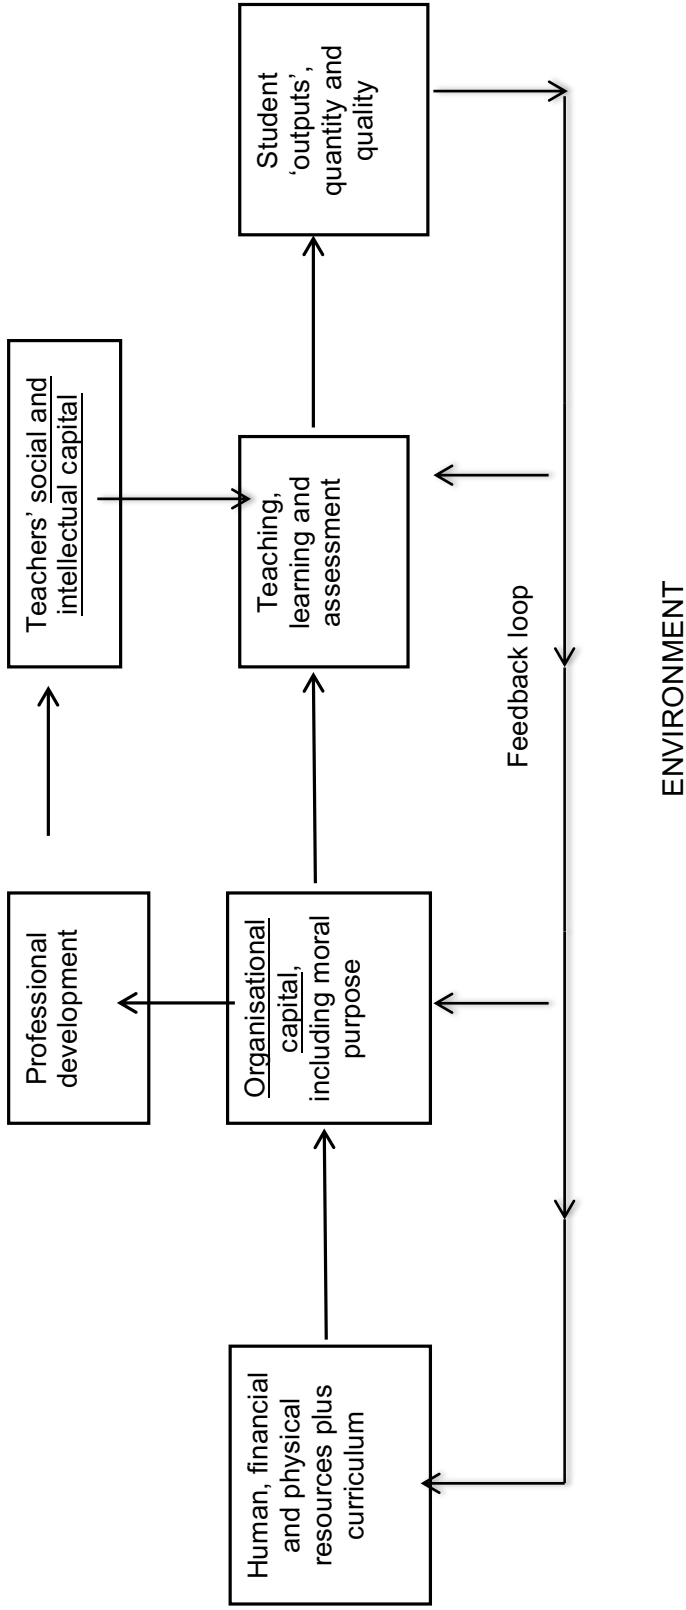 Professional
development
Teachers’ social and
intellectual capital
Human, financial
and physical
resources plus
curriculum
Organisational
capital,
including moral
purpose
Teaching,
learning and
assessment
Student
‘outputs’,
quantity and
quality
Feedback loop
ENVIRONMENT